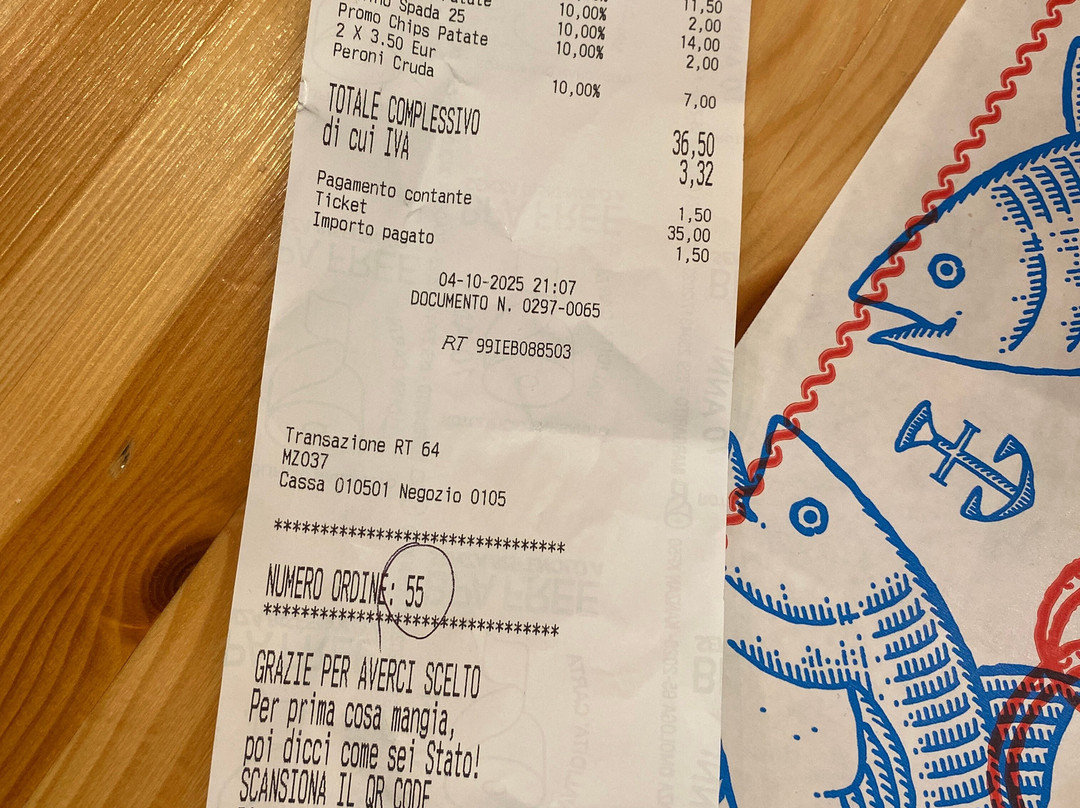 11,50
10,00% 2,00
Spada 25 10,00% 14,00
Promo Chips Patate 10,00% 2,00
2 X 3.50 Eur
Peroni Cruda 10,00% 7,00
TOTALE COMPLESSIVO 36,50
di cui IVA 3,32
Pagamento contante 1,50
Ticket 35,00
Importo pagato 1,50
04-10-2025 21:07
DOCUMENTO N. 0297-0065
RT 99IEB088503
Transazione RT 64
MZ037
Cassa 010501 Negozio 0105
*******************************
NUMERO ORDINE: 55
*******************************
GRAZIE PER AVERCI SCELTO
Per prima cosa mangia,
poi dicci come sei Stato!
SCANSIONA IL QR CODE